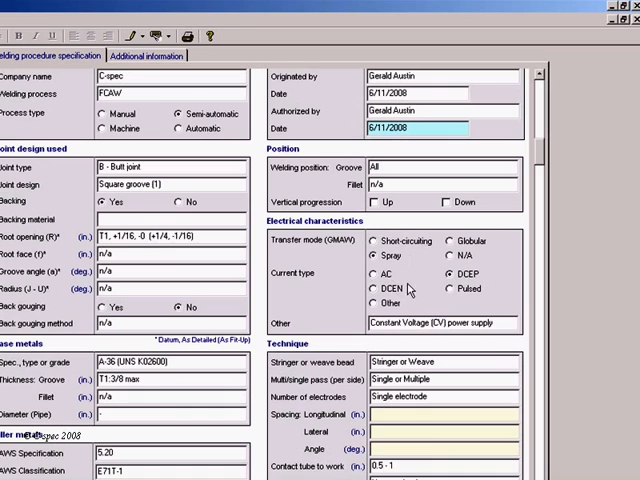 B I U
elding procedure specification) Additional information
Company name C-spec
Welding process FCAW
Process type Manual Semi-automatic
Machine Automatic
Joint design used
Joint type B - Butt joint
Joint design Square groove (1)
Backing Yes No
Backing material
Root opening (R)* (in.) T1, +1/16, -0 (+1/4, -1/16)
Root face (f)* (in.) n/a
Groove angle (a)* (deg.) n/a
Radius (J - U)* (in.) n/a
Back gouging Yes No
Back gouging method n/a
* Datum, As Detailed (As Fit-Up)
ase metals
Spec., type or grade A-36 (UNS K02600)
Thickness: Groove (in.) T1:3/8 max
Fillet (in.) n/a
Diameter (Pipe) (in.) -
ller metals
© C-spec 2008
AWS Specification 5.20
AWS Classification E71T-1
Originated by Gerald Austin
Date 6/11/2008
Authorized by Gerald Austin
Date 6/11/2008
Position
Welding position: Groove All
Fillet n/a
Vertical progression Up Down
Electrical characteristics
Transfer mode (GMAW) Short-circuiting Globular
Spray N/A
Current type AC DCEP
DCEN Pulsed
Other
Other Constant Voltage (CV) power supply
Technique
Stringer or weave bead Stringer or Weave
Multi/single pass (per side) Single or Multiple
Number of electrodes Single electrode
Spacing: Longitudinal (in.)
Lateral (in.)
Angle (deg.)
Contact tube to work (in.) 0.5 - 1